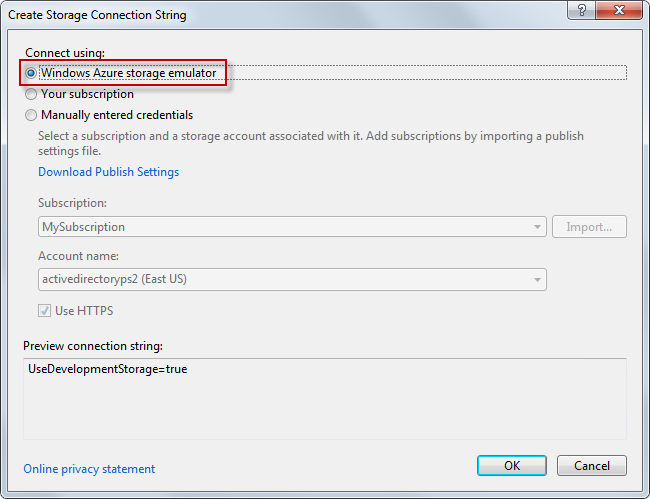 Create Storage Connection String
?
Connect using:
Windows Azure storage emulator
Your subscription
Manually entered credentials
Select a subscription and a storage account associated with it. Add subscriptions by importing a publish
settings file.
Download Publish Settings
Subscription:
MySubscription
Import...
Account name:
activedirectoryps2 (East US)
Use HTTPS
Preview connection string:
UseDevelopmentStorage=true
Online privacy statement
OK
Cancel